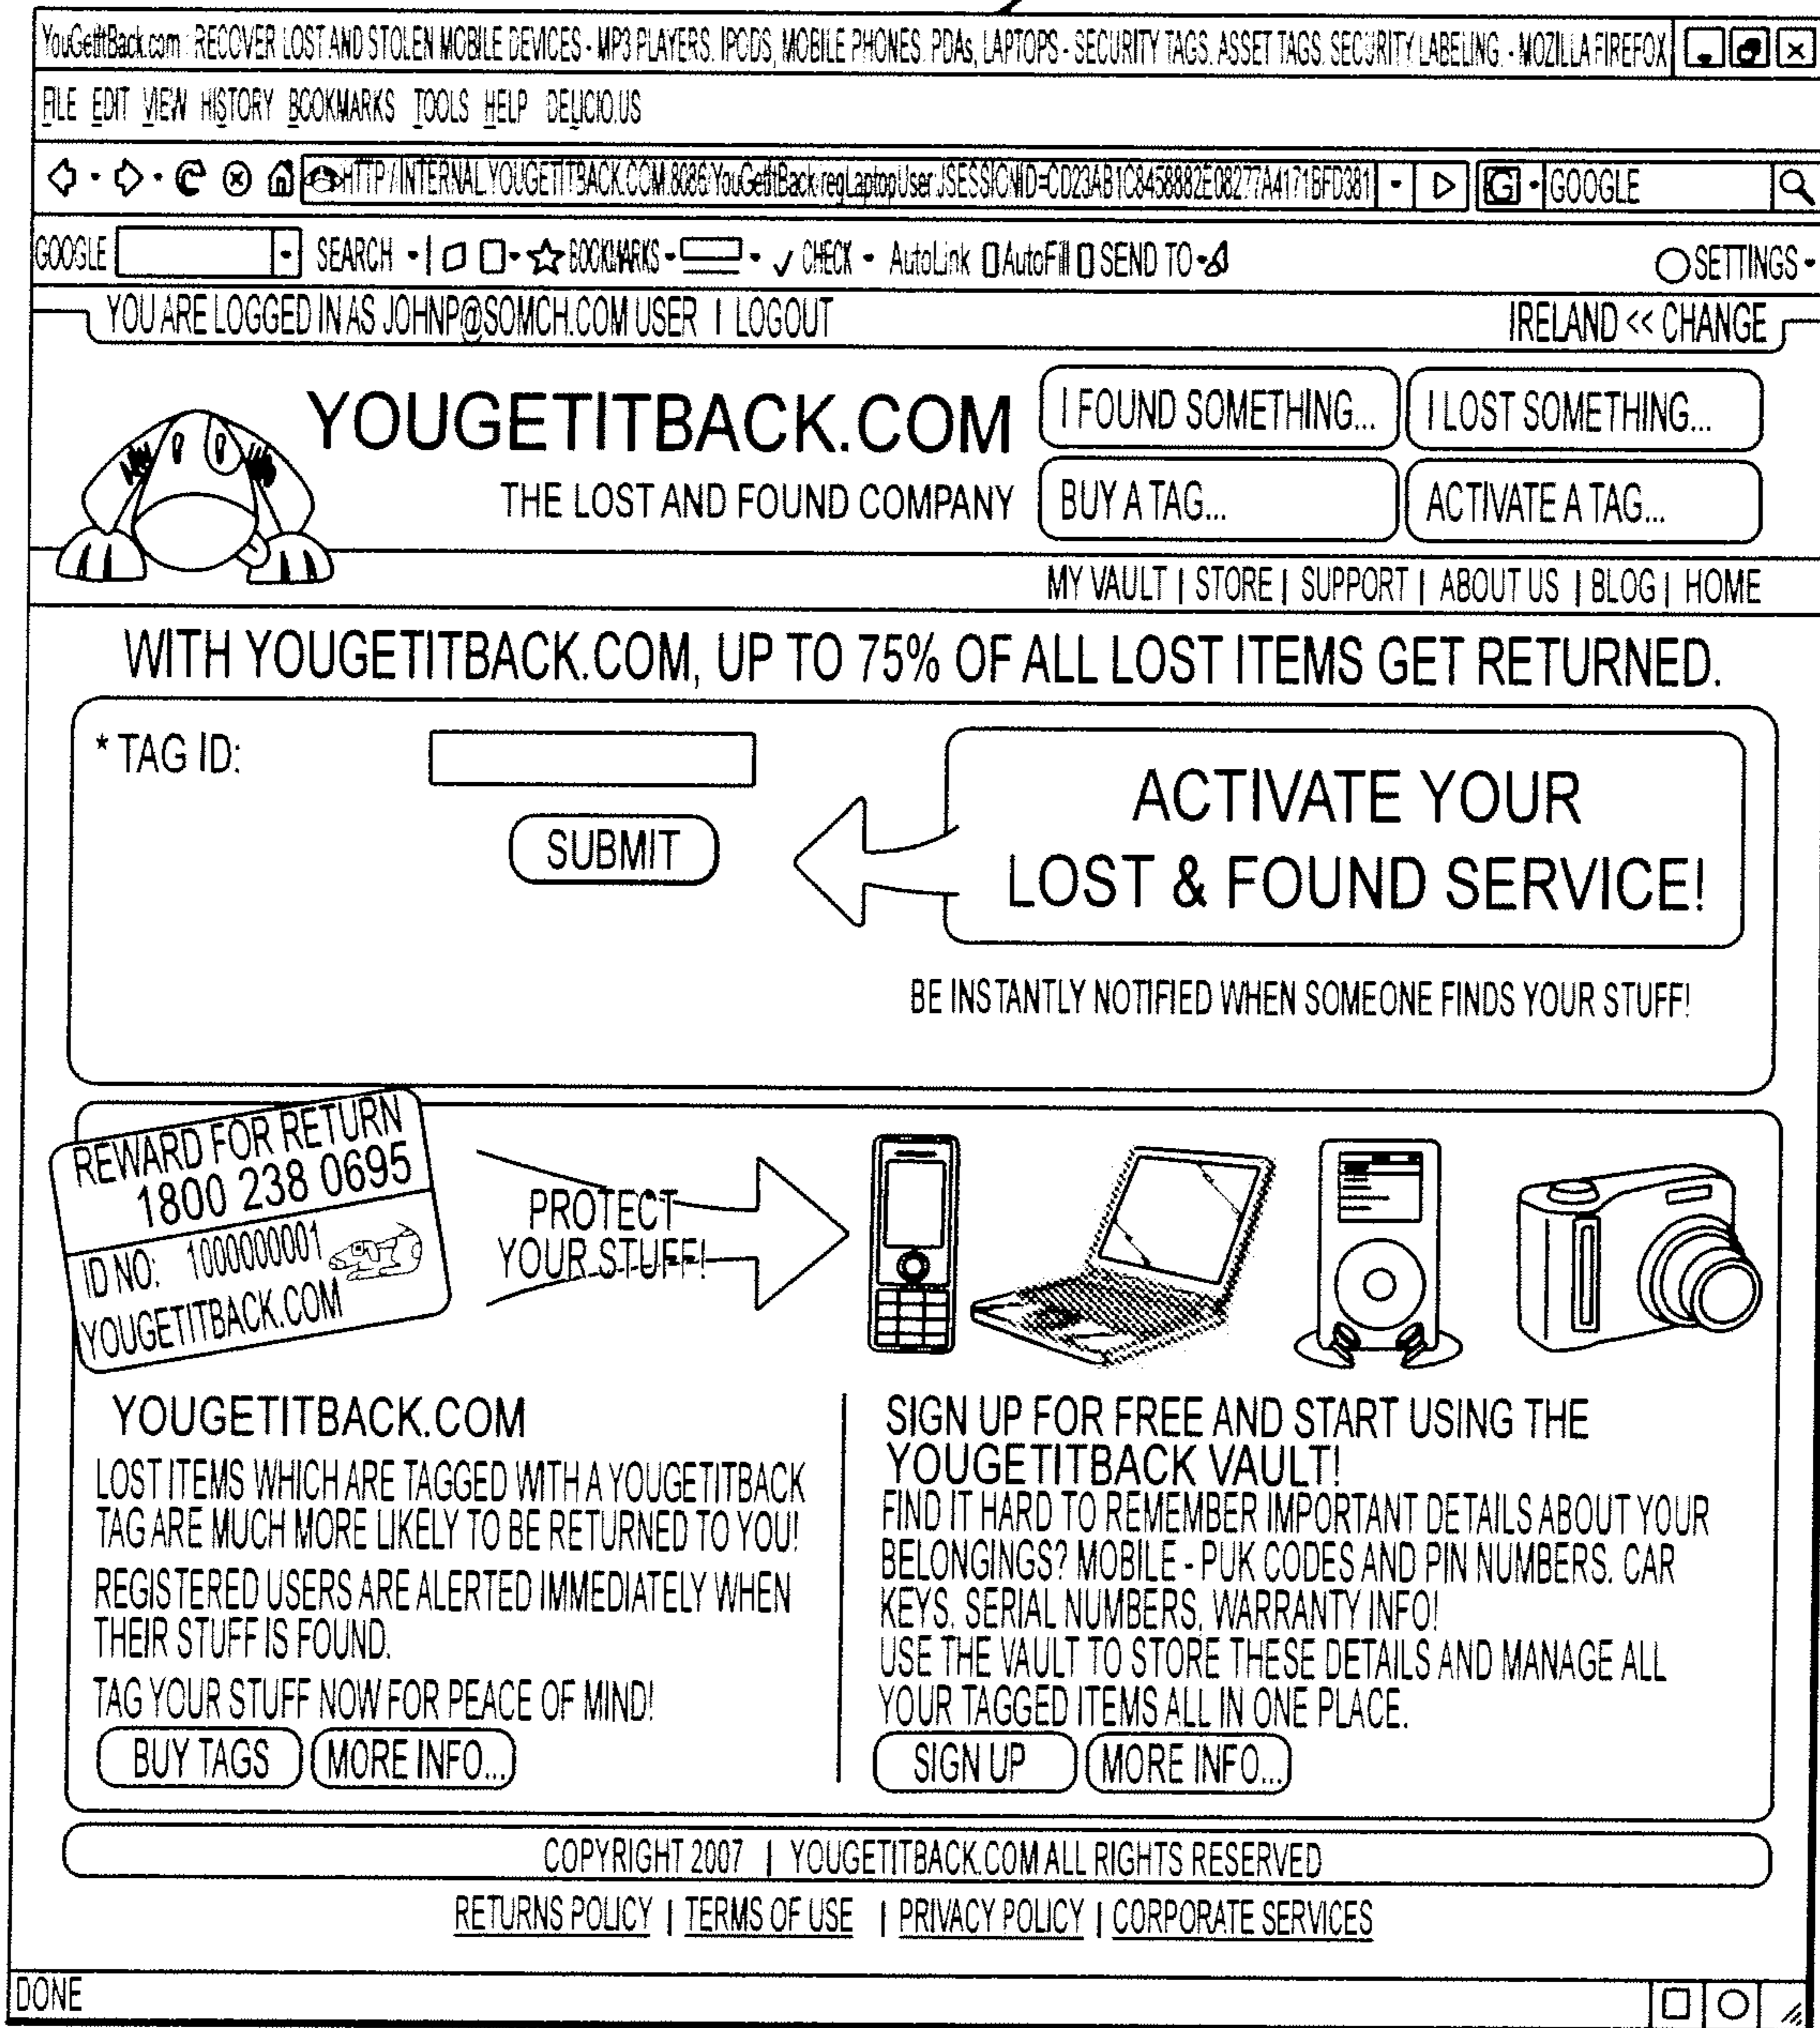 YouGetItBack.com : RECOVER LOST AND STOLEN MOBILE DEVICES - MP3 PLAYERS. IPODS, MOBILE PHONES. PDAs, LAPTOPS - SECURITY TAGS. ASSET TAGS. SECURITY LABELING. - MOZILLA FIREFOX
FILE EDIT VIEW HISTORY BOOKMARKS TOOLS HELP DELICIO.US
HTTP / INTERNAL.YOUGETITBACK.COM.8086/YouGetItBack/regLaptopUser JSESSIONID=CD23AB1C8458882E08277A4171BFD381 G GOOGLE
GOOGLE SEARCH BOOKMARKS CHECK AutoLink AutoFill SEND TO SETTINGS
YOU ARE LOGGED IN AS JOHNP@SOMCH.COM USER | LOGOUT IRELAND << CHANGE
YOUGETITBACK.COM
THE LOST AND FOUND COMPANY
I FOUND SOMETHING... I LOST SOMETHING...
BUY A TAG... ACTIVATE A TAG...
MY VAULT | STORE | SUPPORT | ABOUT US | BLOG | HOME
WITH YOUGETITBACK.COM, UP TO 75% OF ALL LOST ITEMS GET RETURNED.
* TAG ID:
SUBMIT
ACTIVATE YOUR
LOST & FOUND SERVICE!
BE INSTANTLY NOTIFIED WHEN SOMEONE FINDS YOUR STUFF!
REWARD FOR RETURN
1800 238 0695
ID NO: 1000000001
YOUGETITBACK.COM
PROTECT
YOUR STUFF!
YOUGETITBACK.COM
LOST ITEMS WHICH ARE TAGGED WITH A YOUGETITBACK
TAG ARE MUCH MORE LIKELY TO BE RETURNED TO YOU!
REGISTERED USERS ARE ALERTED IMMEDIATELY WHEN
THEIR STUFF IS FOUND.
TAG YOUR STUFF NOW FOR PEACE OF MIND!
BUY TAGS MORE INFO...
SIGN UP FOR FREE AND START USING THE
YOUGETITBACK VAULT!
FIND IT HARD TO REMEMBER IMPORTANT DETAILS ABOUT YOUR
BELONGINGS? MOBILE - PUK CODES AND PIN NUMBERS. CAR
KEYS, SERIAL NUMBERS, WARRANTY INFO!
USE THE VAULT TO STORE THESE DETAILS AND MANAGE ALL
YOUR TAGGED ITEMS ALL IN ONE PLACE.
SIGN UP MORE INFO...
COPYRIGHT 2007 | YOUGETITBACK.COM ALL RIGHTS RESERVED
RETURNS POLICY | TERMS OF USE | PRIVACY POLICY | CORPORATE SERVICES
DONE